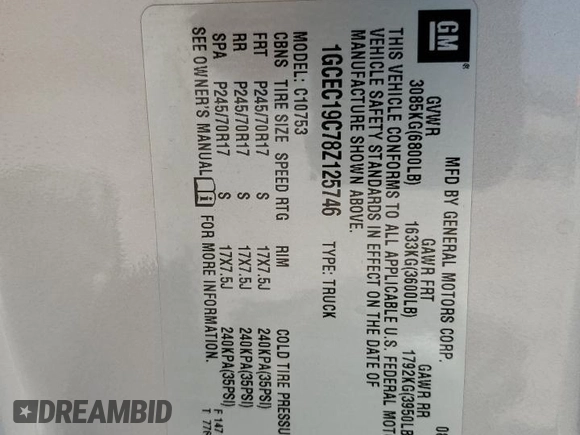 GM
MFD BY GENERAL MOTORS CORP.
GVWR GAWR FRT GAWR RR
3085KG(6800LB) 1633KG(3600LB) 1792KG(3950LB
THIS VEHICLE CONFORMS TO ALL APPLICABLE U.S. FEDERAL MOT
VEHICLE SAFETY STANDARDS IN EFFECT ON THE DATE OF
MANUFACTURE SHOWN ABOVE.
1GCEC19C78Z125746 TYPE: TRUCK
MODEL: C10753
CBNS TIRE SIZE SPEED RTG RIM COLD TIRE PRESSU
FRT P245/70R17 S 17X7.5J 240KPA(35PSI)
RR P245/70R17 S 17X7.5J 240KPA(35PSI)
SPA P245/70R17 S 17X7.5J 240KPA(35PSI)
SEE OWNER'S MANUAL i FOR MORE INFORMATION.
F 147
T 776
DREAMBID